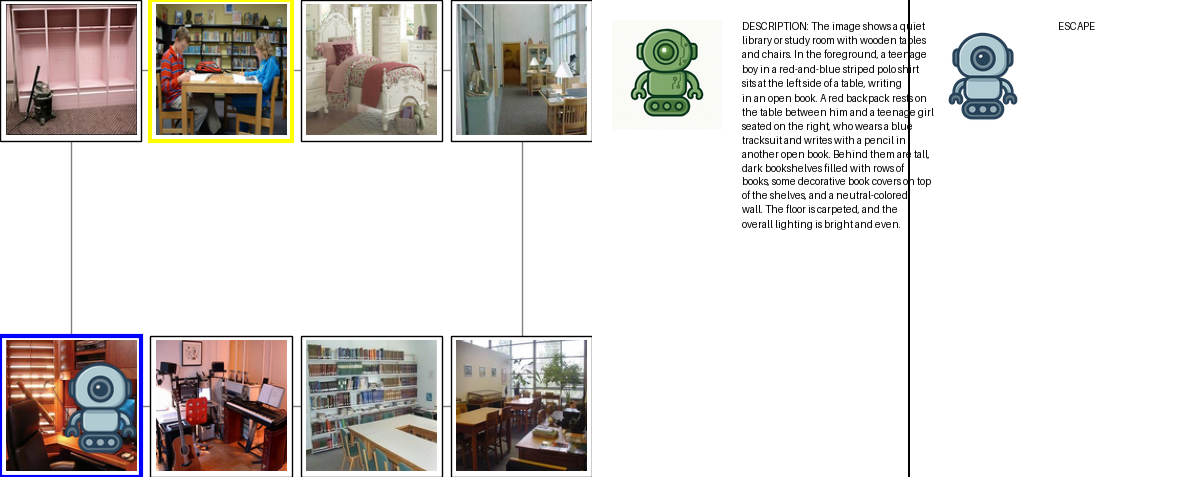 DESCRIPTION: The image shows a quiet
library or study room with wooden tables
and chairs. In the foreground, a teenage
boy in a red-and-blue striped polo shirt
sits at the left side of a table, writing
in an open book. A red backpack rests on
the table between him and a teenage girl
seated on the right, who wears a blue
tracksuit and writes with a pencil in
another open book. Behind them are tall,
dark bookshelves filled with rows of
books, some decorative book covers on top
of the shelves, and a neutral-colored
wall. The floor is carpeted, and the
overall lighting is bright and even.
ESCAPE